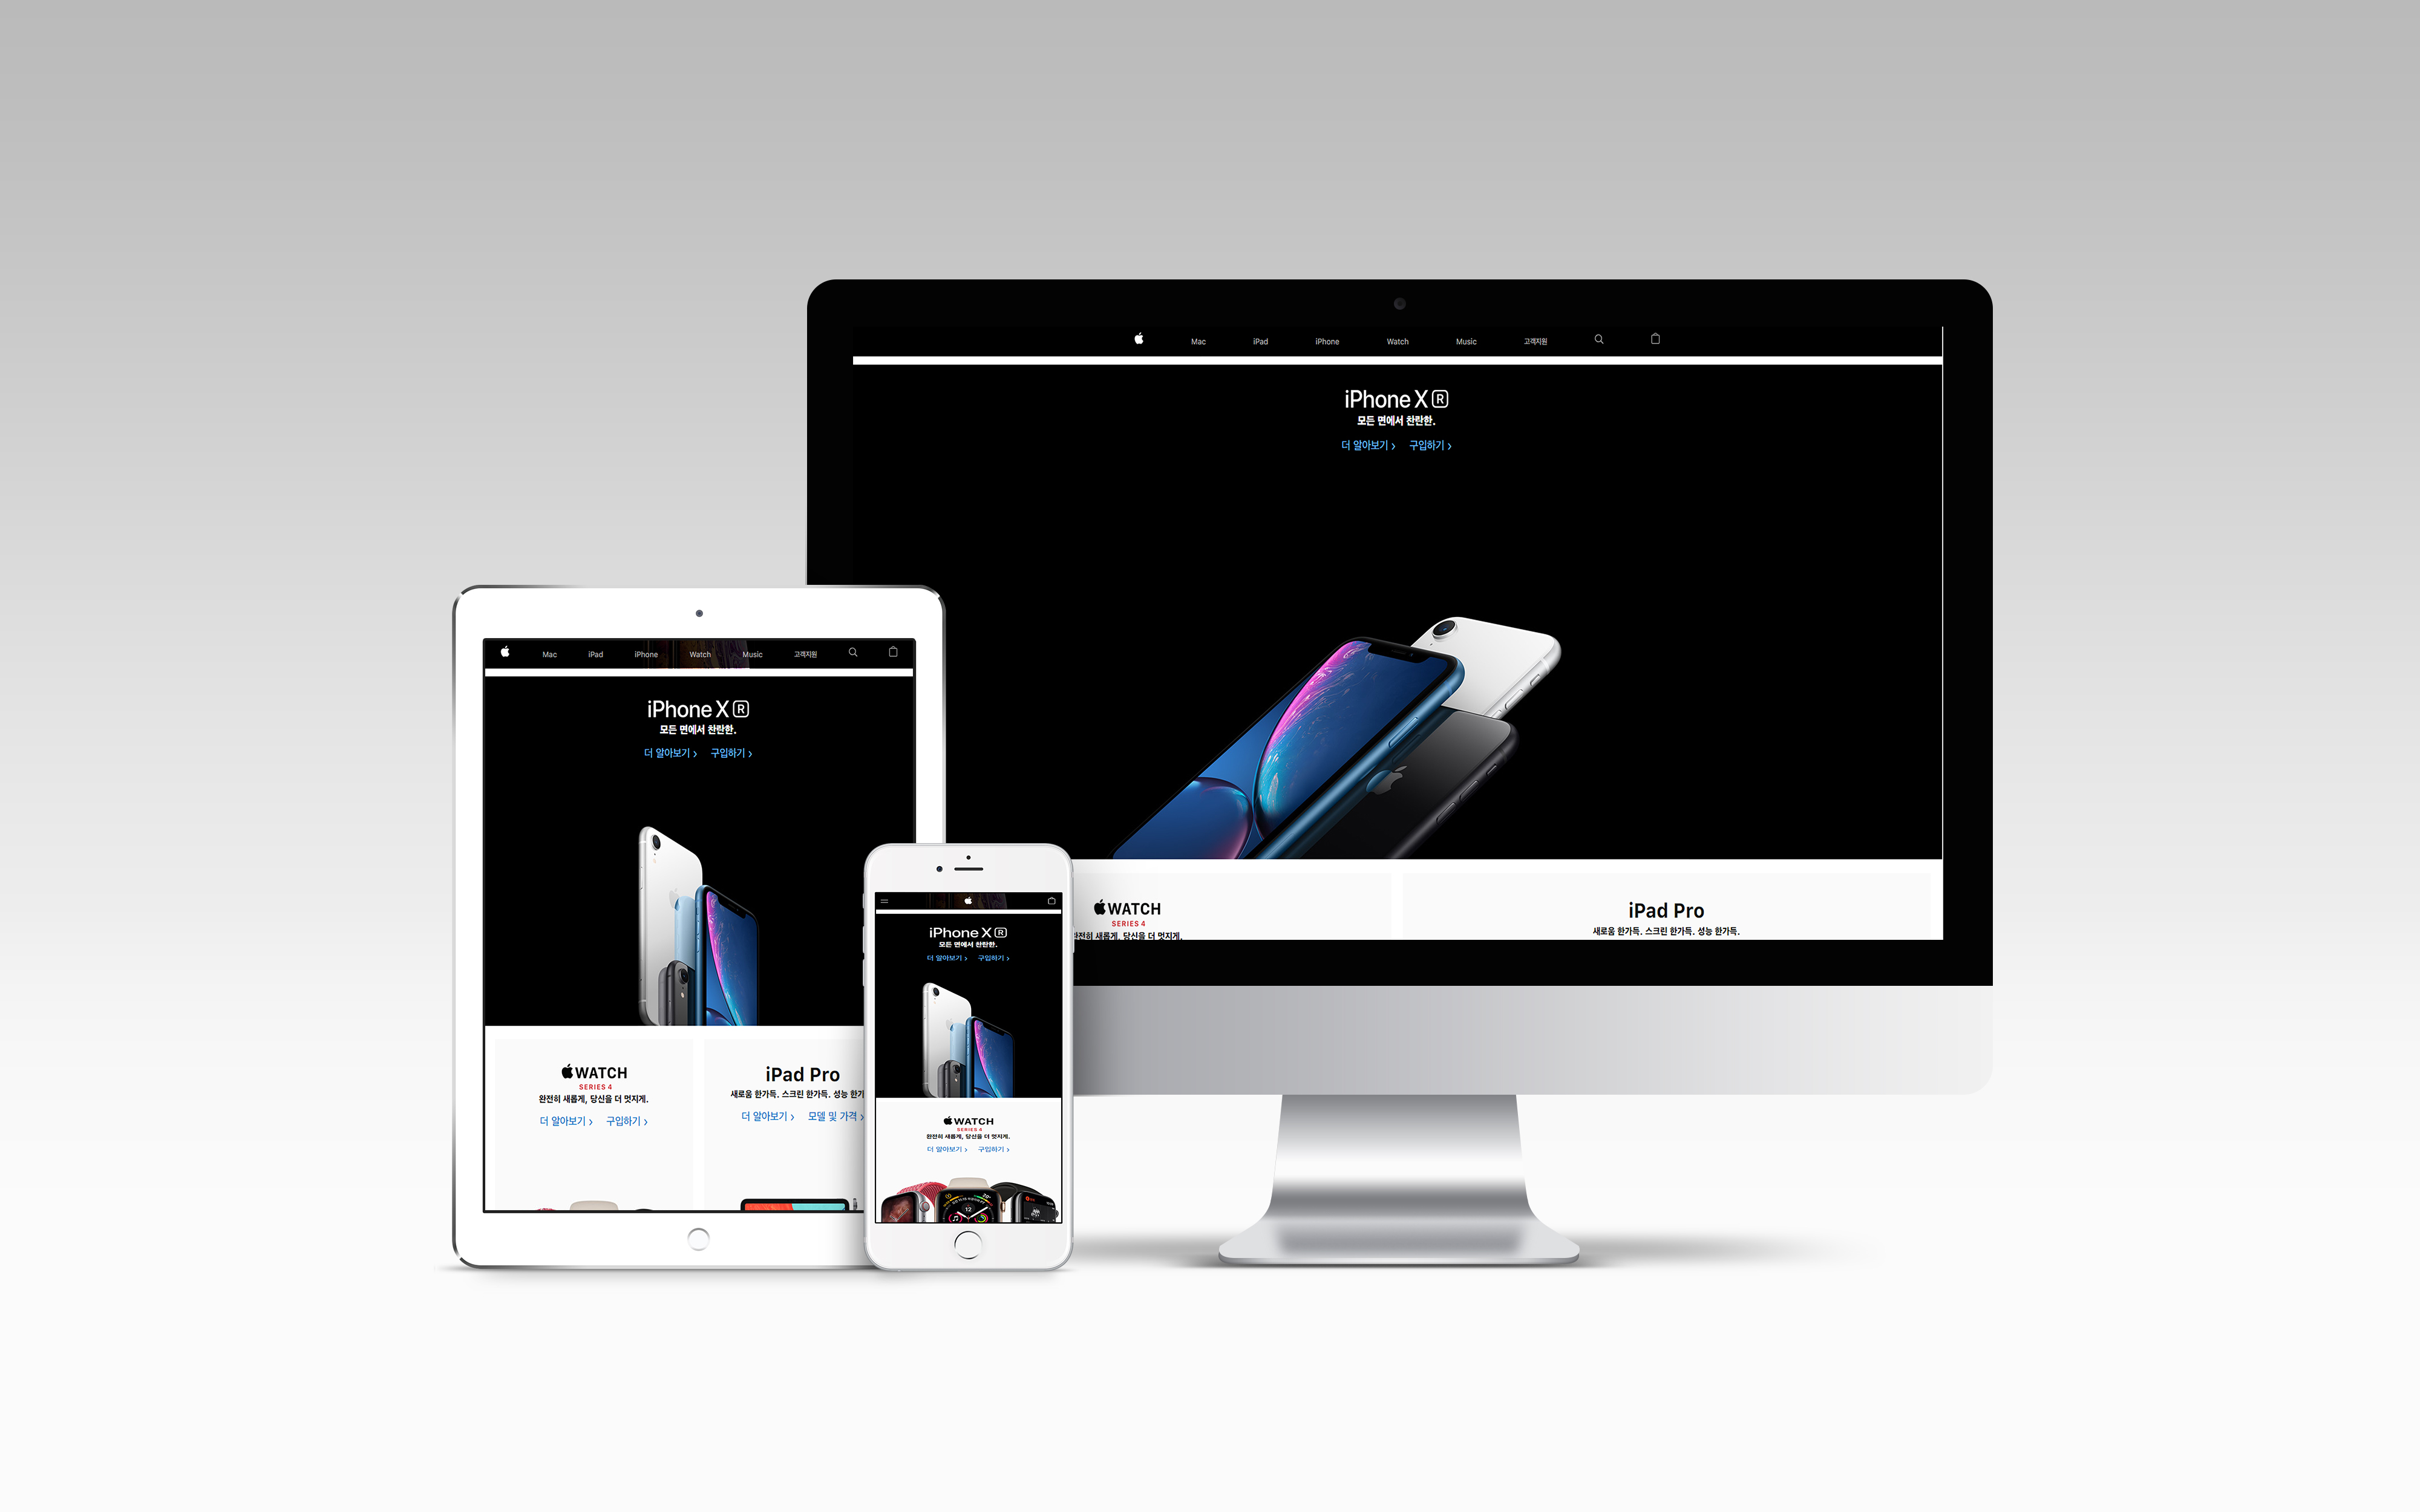 Mac iPad iPhone Watch Music 고객지원
iPhone XR
모든 면에서 찬란한.
더 알아보기 > 구입하기 >
WATCH
SERIES 4
완전히 새롭게, 당신을 더 멋지게.
iPad Pro
새로움 한가득. 스크린 한가득. 성능 한가득.
Mac iPad iPhone Watch Music 고객지원
iPhone XR
모든 면에서 찬란한.
더 알아보기 > 구입하기 >
WATCH
SERIES 4
완전히 새롭게, 당신을 더 멋지게.
더 알아보기 > 구입하기 >
iPad Pro
새로움 한가득. 스크린 한가득. 성능 한가
더 알아보기 > 모델 및 가격 >
iPhone XR
모든 면에서 찬란한.
더 알아보기 > 구입하기 >
WATCH
SERIES 4
완전히 새롭게, 당신을 더 멋지게.
더 알아보기 > 구입하기 >
12